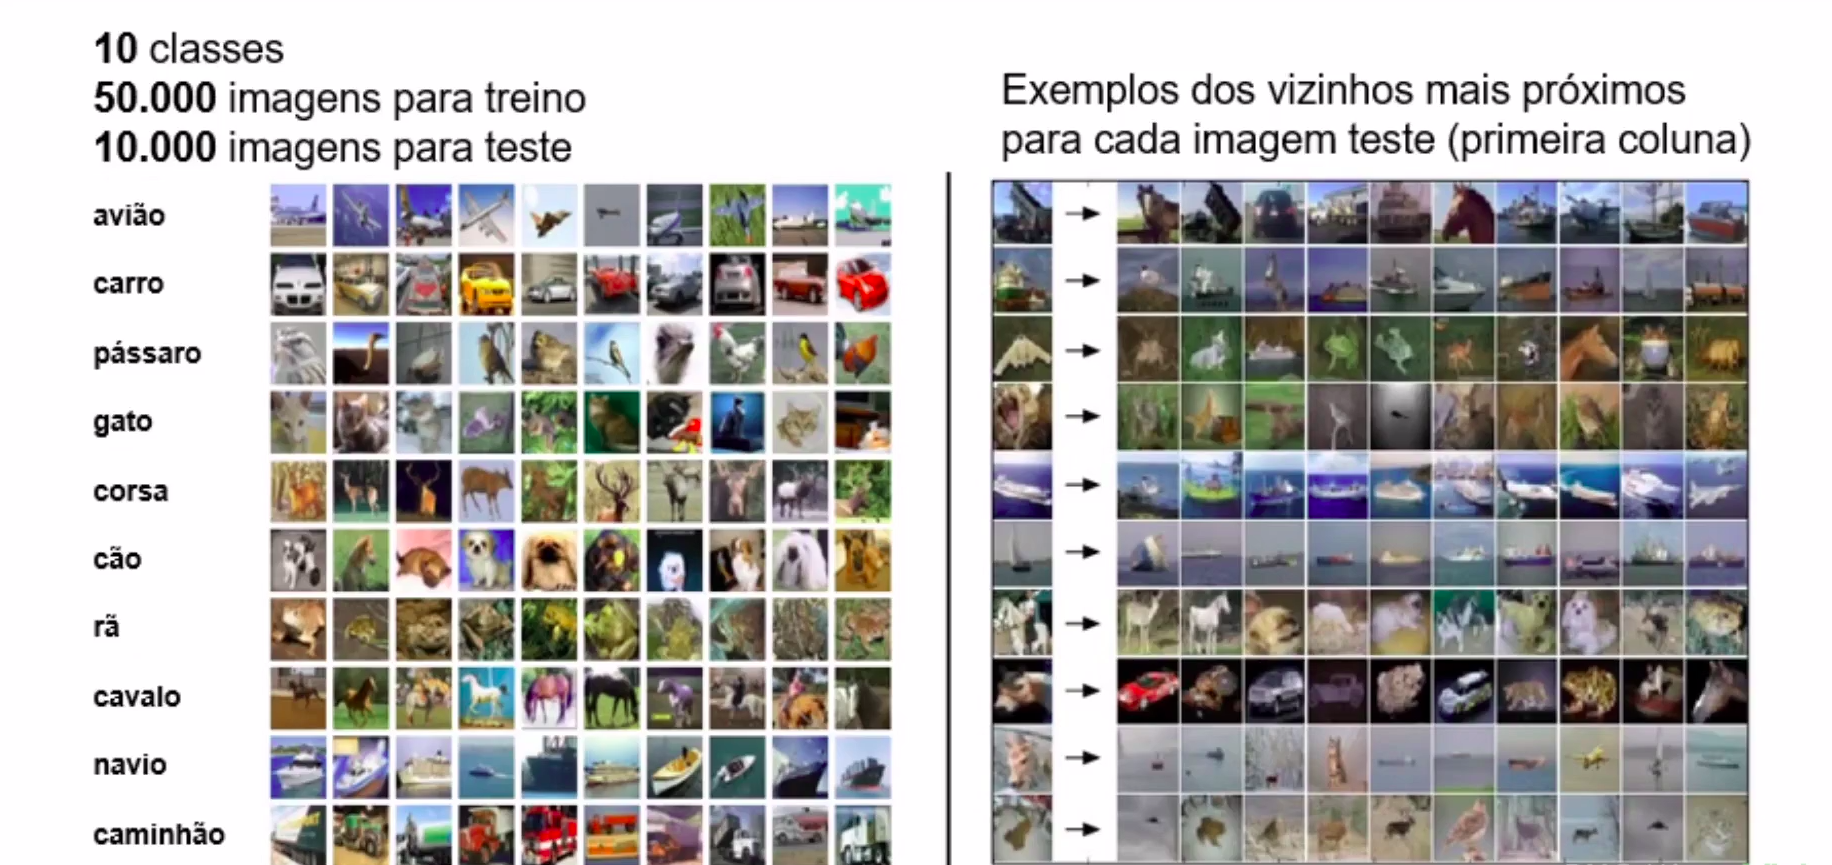 10 classes
50.000 imagens para treino
10.000 imagens para teste
Exemplos dos vizinhos mais próximos
para cada imagem teste (primeira coluna)
avião
carro
pássaro
gato
corsa
cão
rã
cavalo
navio
caminhão